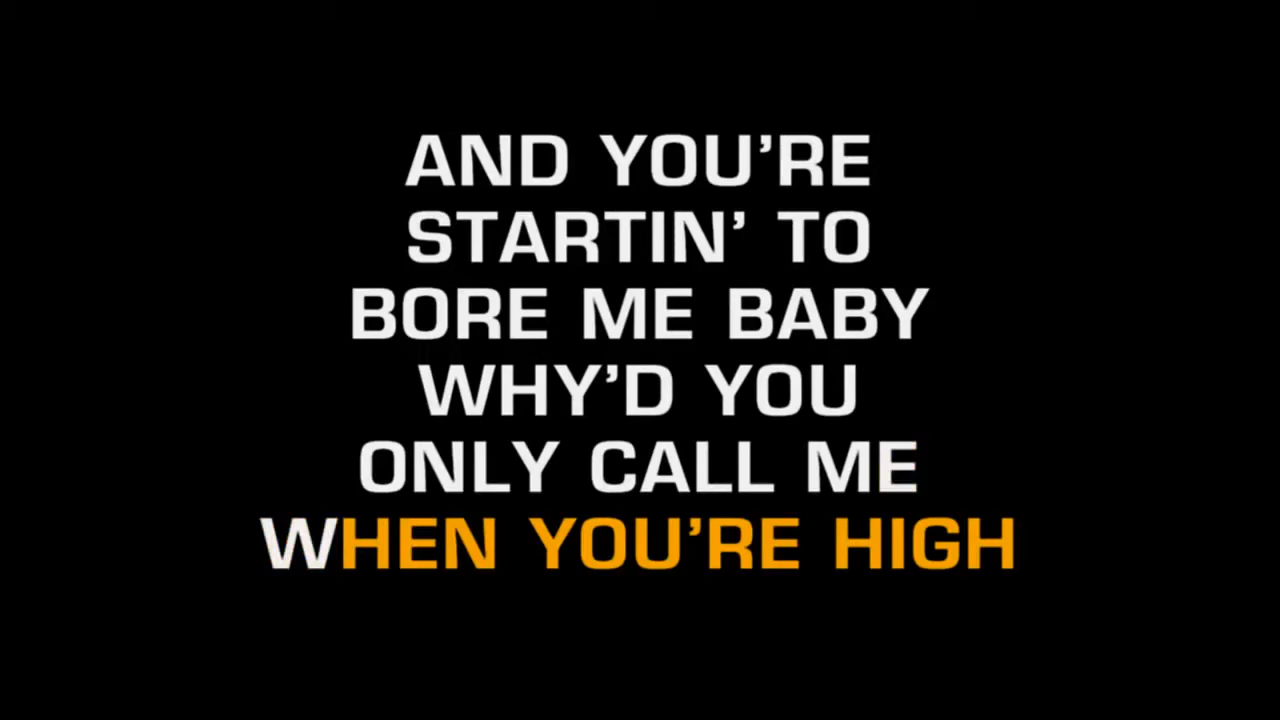 AND YOU’RE
STARTIN’ TO
BORE ME BABY
WHY’D YOU
ONLY CALL ME
WHEN YOU’RE HIGH